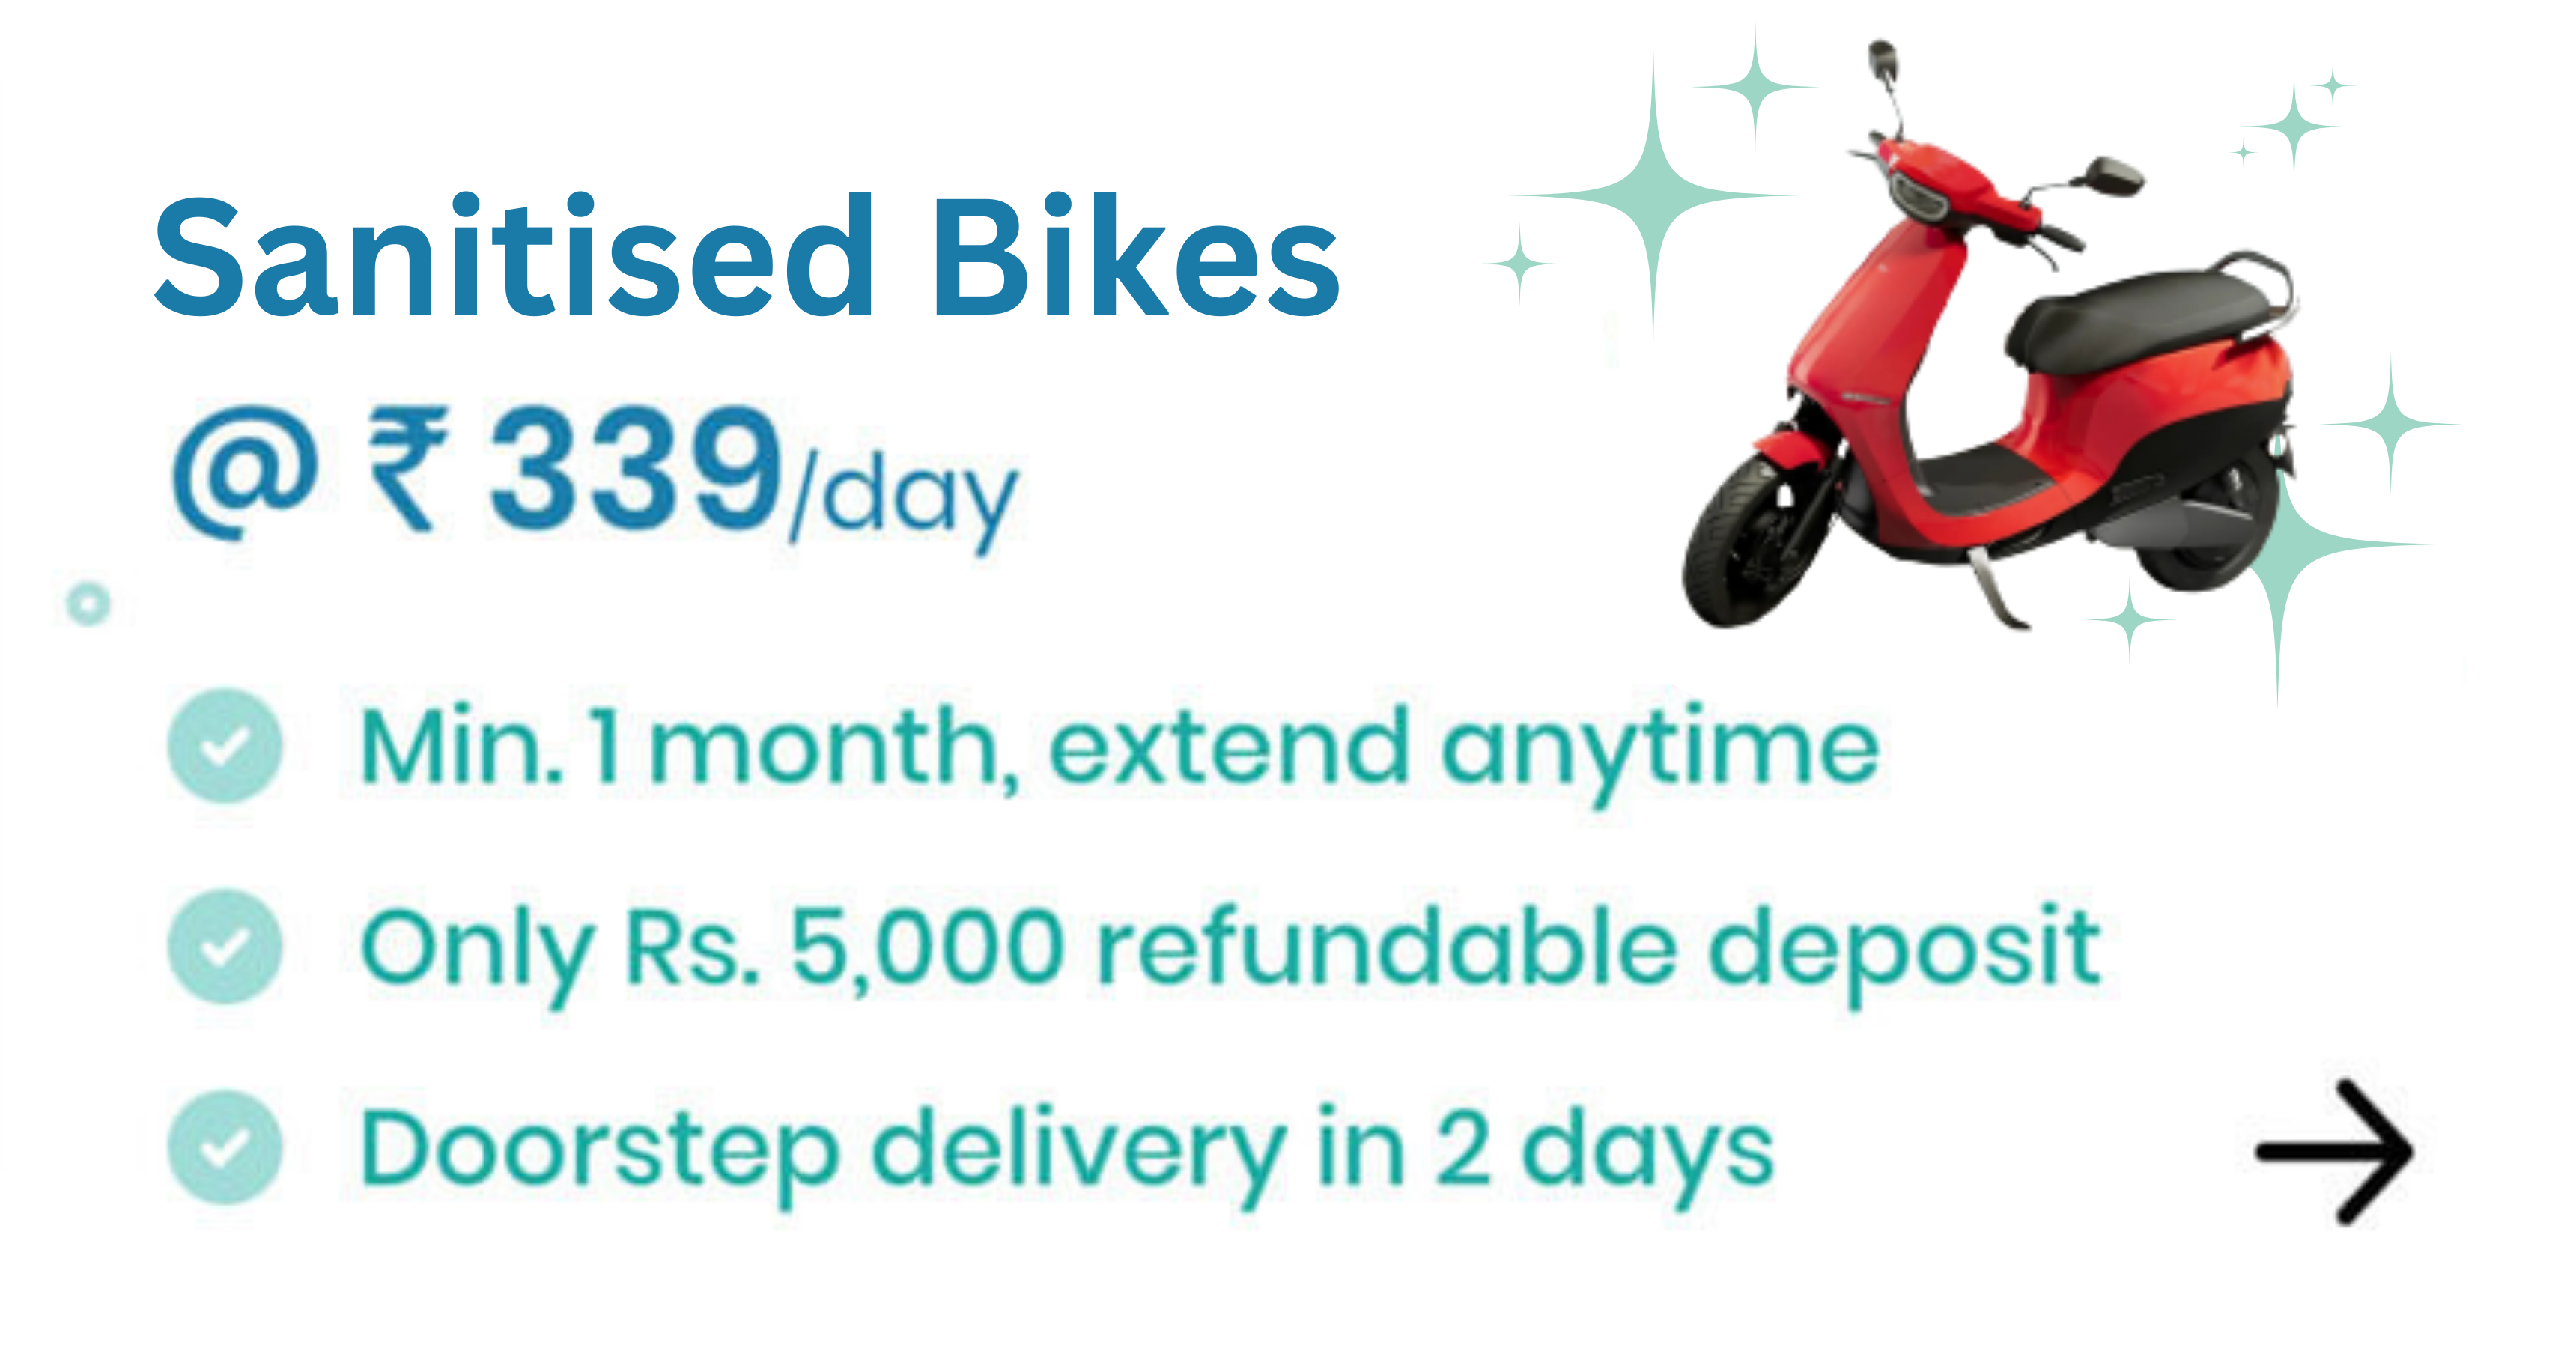 Sanitised Bikes
@ ₹ 339/day
Min. 1 month, extend anytime
Only Rs. 5,000 refundable deposit
Doorstep delivery in 2 days